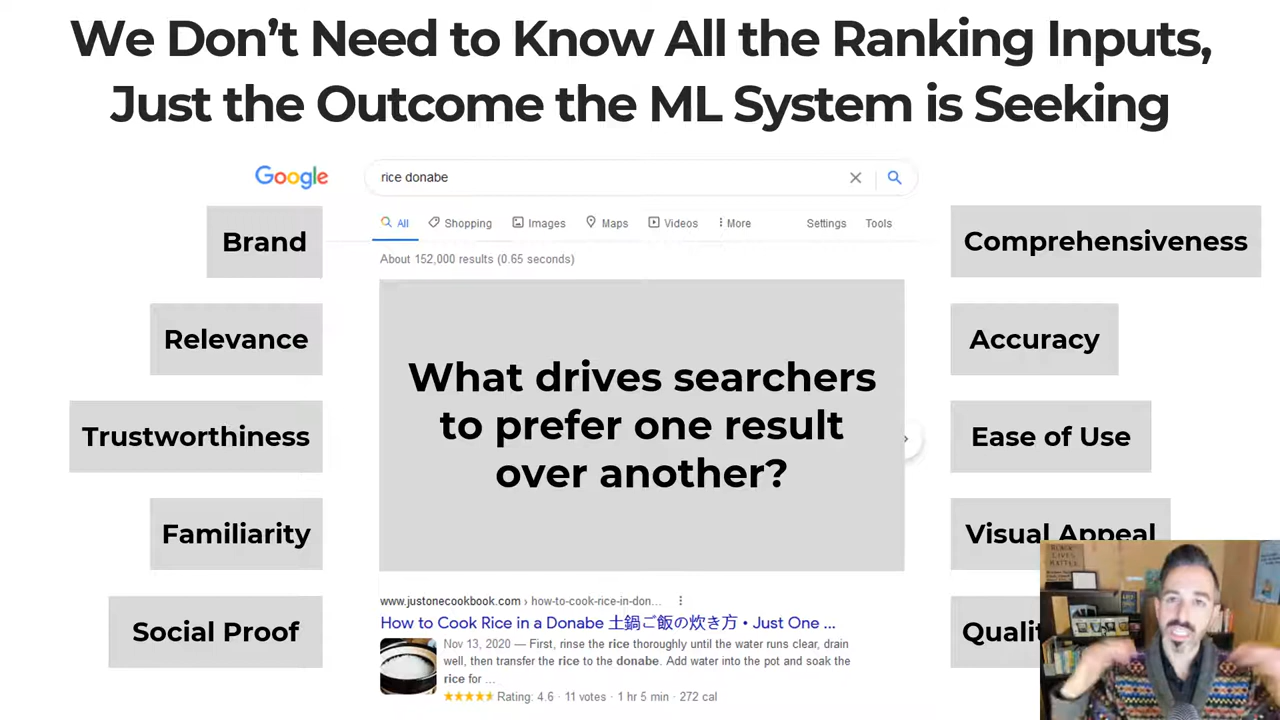 We Don't Need to Know All the Ranking Inputs,
Just the Outcome the ML System is Seeking
Google
rice donabe
All
Shopping
Images
Maps
Videos
More
Settings
Tools
About 152,000 results (0.65 seconds)
Brand
Relevance
Trustworthiness
Familiarity
Social Proof
What drives searchers
to prefer one result
over another?
Comprehensiveness
Accuracy
Ease of Use
Visual Appeal
www.justonecookbook.com › how-to-cook-rice-in-don...
How to Cook Rice in a Donabe 土鍋ご飯の炊き方 • Just One ...
Nov 13, 2020 — First, rinse the rice thoroughly until the water runs clear, drain
well, then transfer the rice to the donabe. Add water into the pot and soak the
rice for ...
Rating: 4.6 · 11 votes · 1 hr 5 min · 272 cal
BLACK
LIVES
MATTER